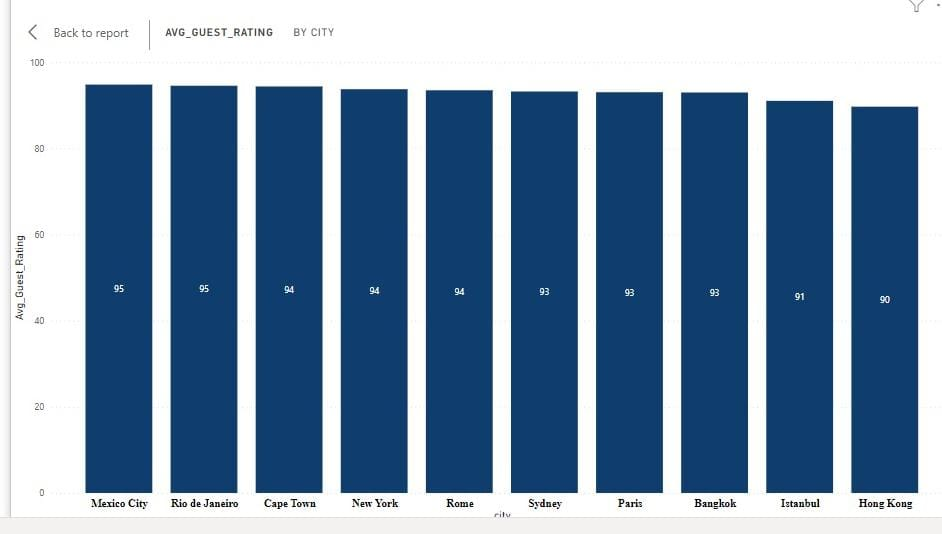 Back to report AVG_GUEST_RATING BY CITY
100
80
60
40
20
0
Avg_Guest_Rating
95 95 94 94 94 93 93 93 91 90
Mexico City Rio de Janeiro Cape Town New York Rome Sydney Paris Bangkok Istanbul Hong Kong
city